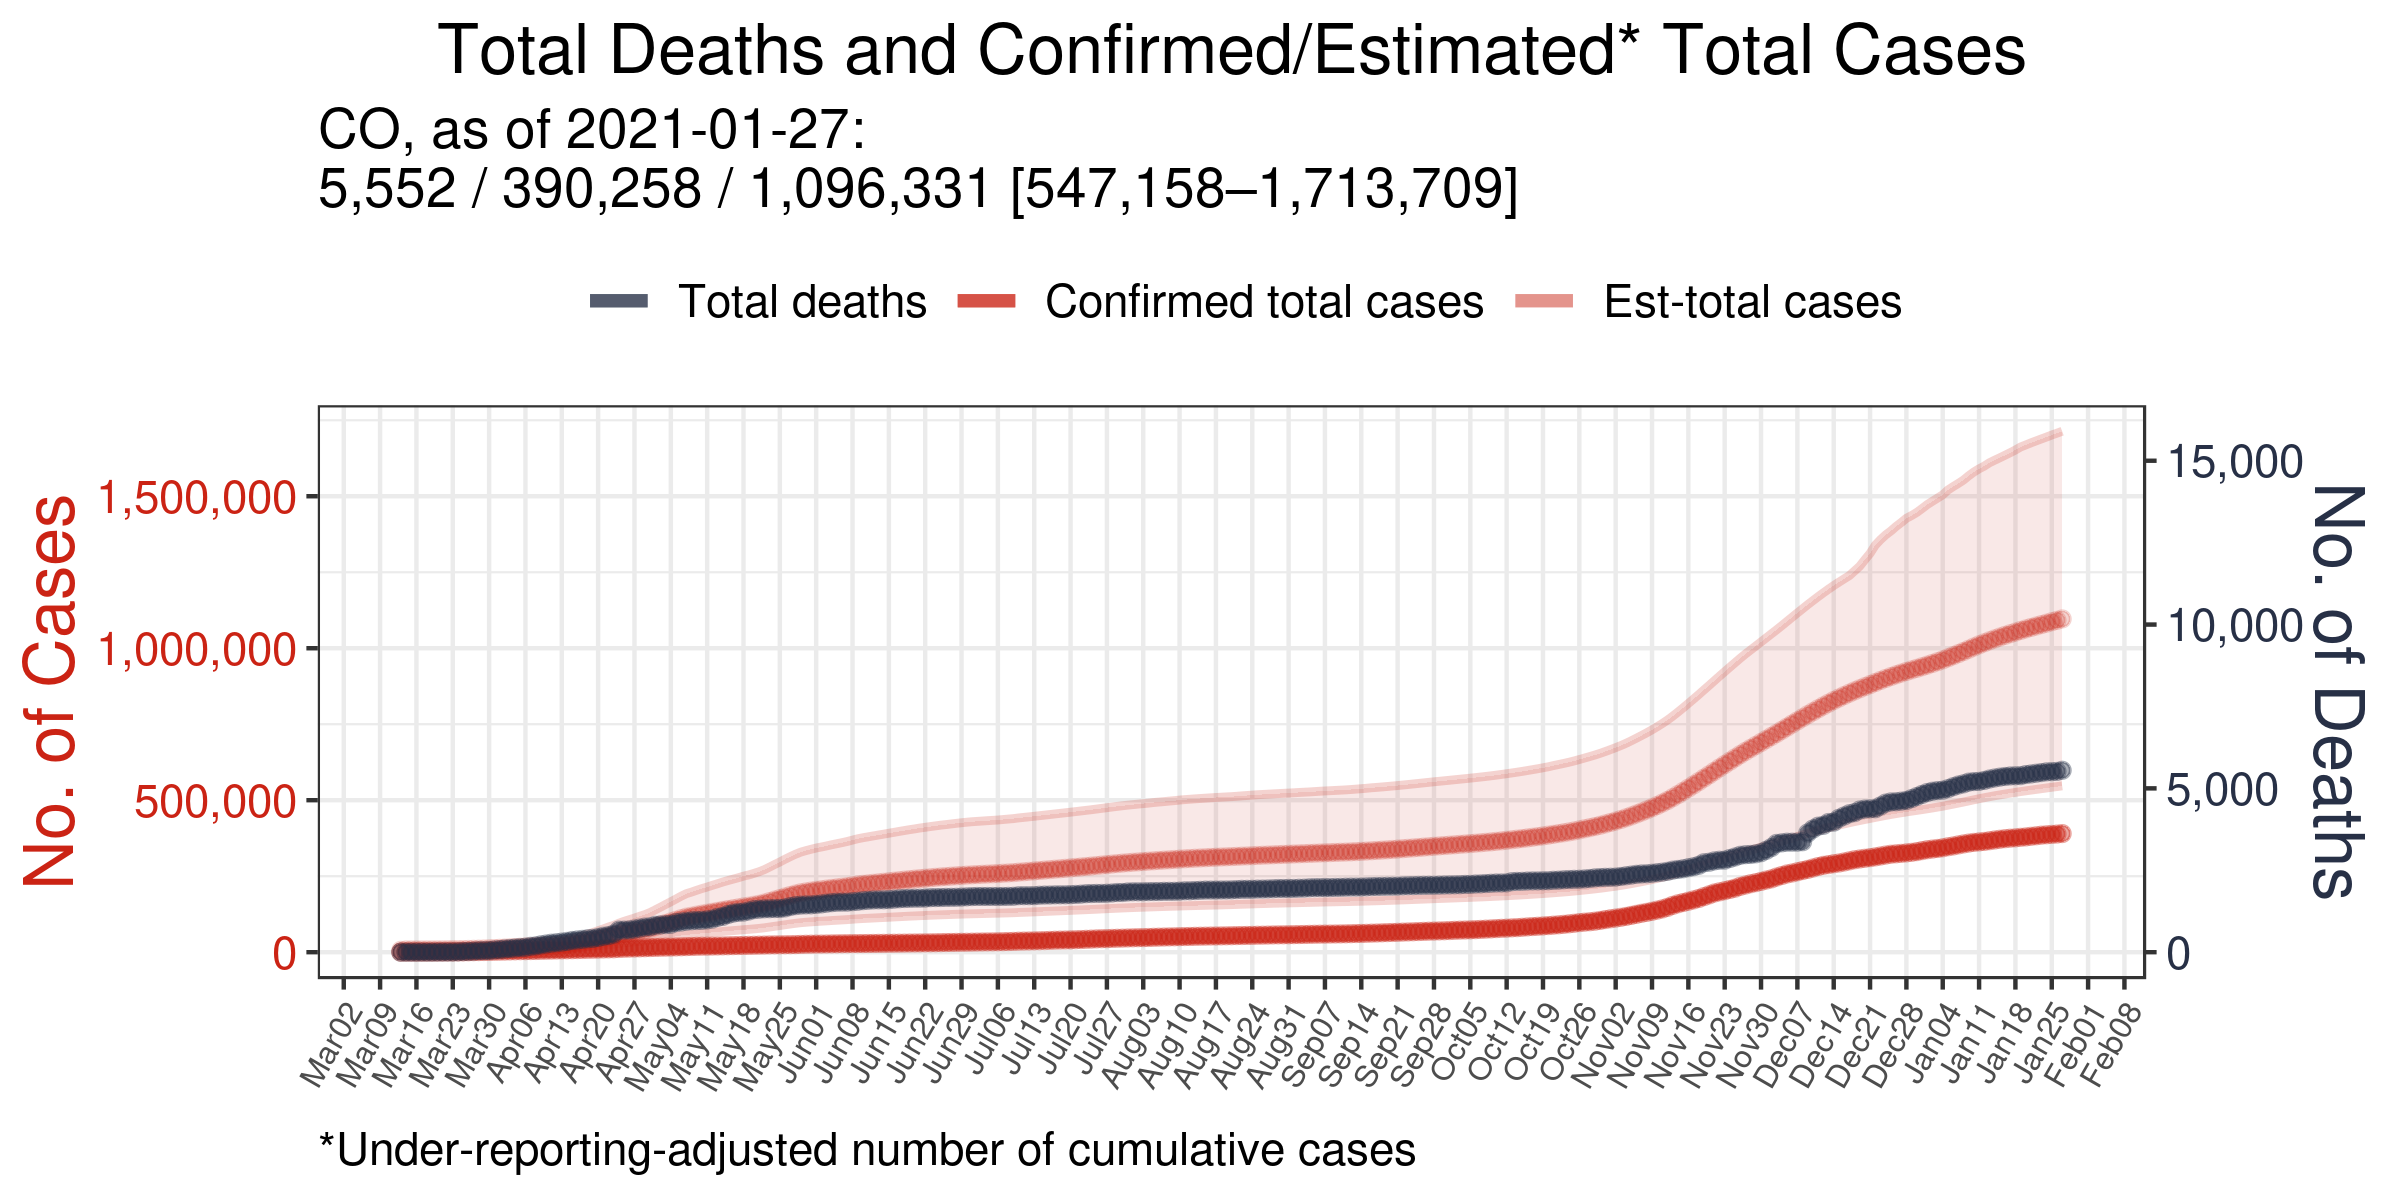 Total Deaths and Confirmed/Estimated* Total Cases
CO, as of 2021-01-27:
5,552 / 390,258 / 1,096,331 [547,158–1,713,709]
Total deaths
Confirmed total cases
Est-total cases
No. of Cases
1,500,000
1,000,000
500,000
0
15,000
10,000
5,000
0
No. of Deaths
Mar02
Mar09
Mar16
Mar23
Mar30
Apr06
Apr13
Apr20
Apr27
May04
May11
May18
May25
Jun01
Jun08
Jun15
Jun22
Jun29
Jul06
Jul13
Jul20
Jul27
Aug03
Aug10
Aug17
Aug24
Aug31
Sep07
Sep14
Sep21
Sep28
Oct05
Oct12
Oct19
Oct26
Nov02
Nov09
Nov16
Nov23
Nov30
Dec07
Dec14
Dec21
Dec28
Jan04
Jan11
Jan18
Jan25
Feb01
Feb08
*Under-reporting-adjusted number of cumulative cases